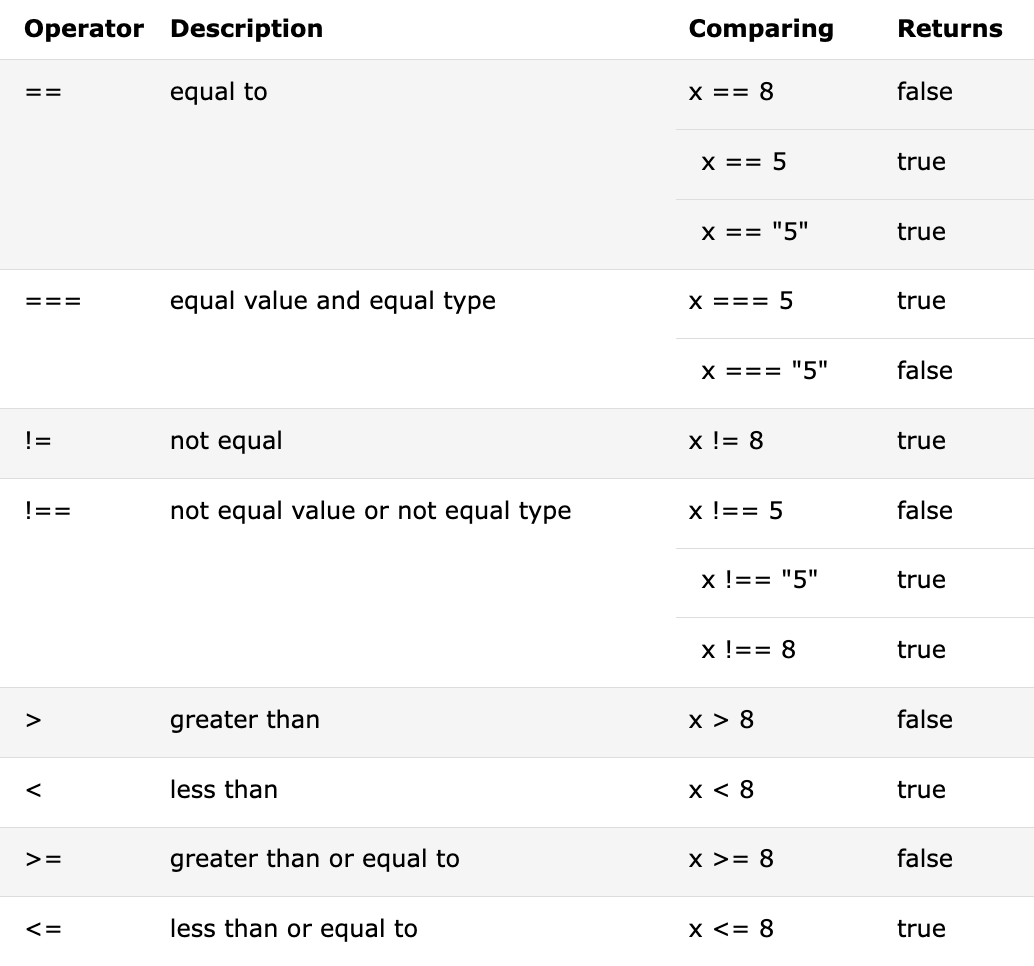 Operator Description Comparing Returns
== equal to x == 8 false
x == 5 true
x == "5" true
=== equal value and equal type x === 5 true
x === "5" false
!= not equal x != 8 true
!== not equal value or not equal type x !== 5 false
x !== "5" true
x !== 8 true
> greater than x > 8 false
< less than x < 8 true
>= greater than or equal to x >= 8 false
<= less than or equal to x <= 8 true